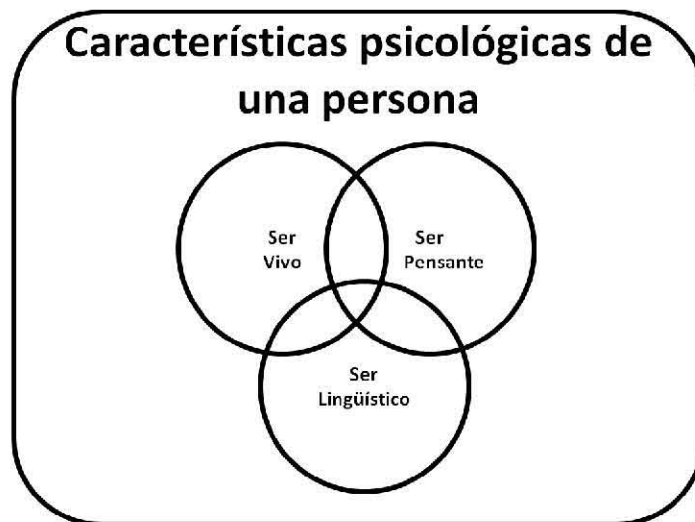 Características psicológicas de
una persona
Ser
Vivo
Ser
Pensante
Ser
Lingüístico